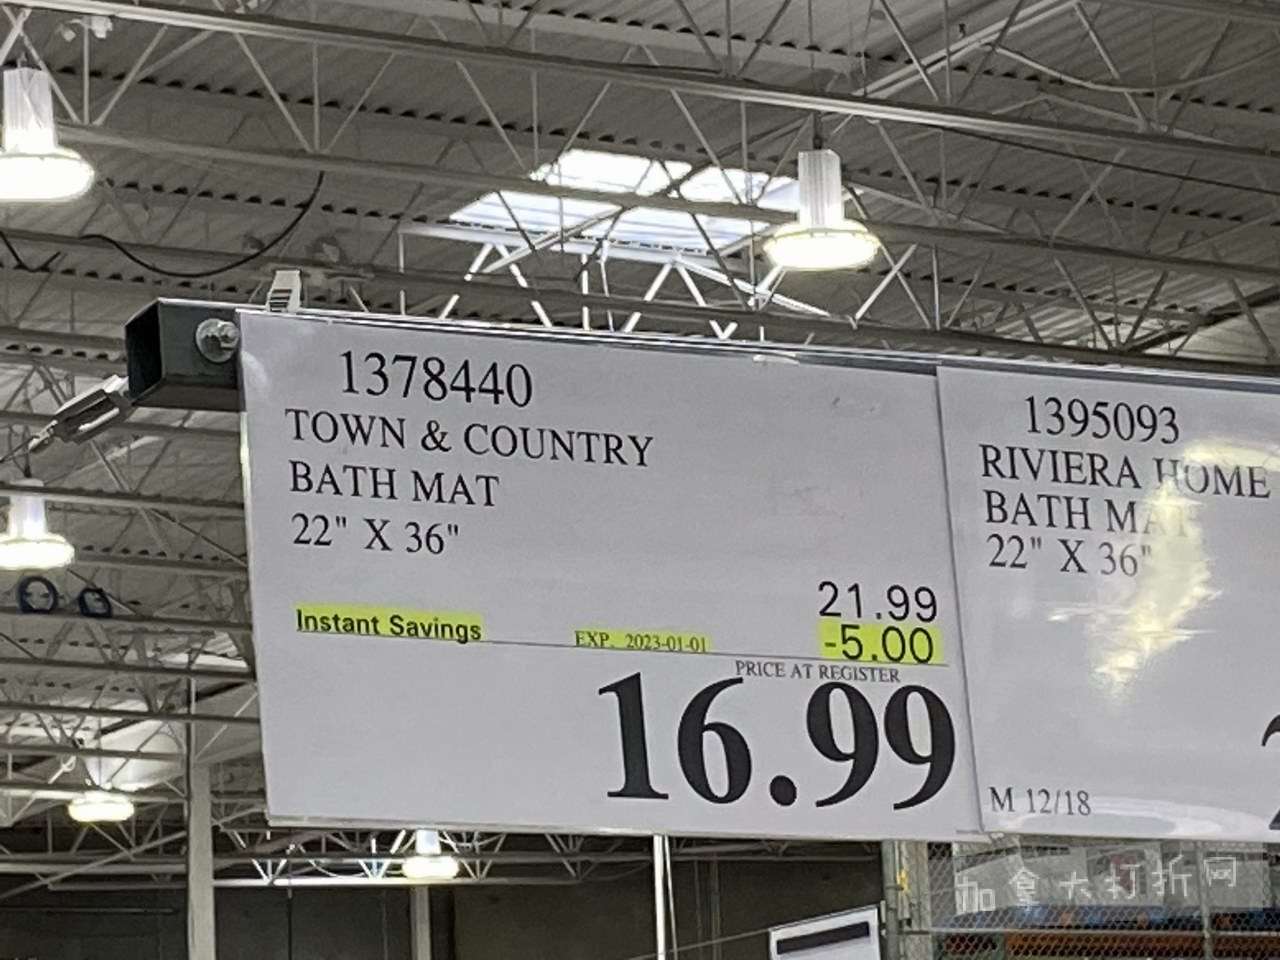 1378440
TOWN & COUNTRY
BATH MAT
22" X 36"
21.99
Instant Savings EXP. 2023-01-01 -5.00
PRICE AT REGISTER
16.99
1395093
RIVIERA HOME
BATH MAT
22" X 36"
M 12/18
加拿大打折网